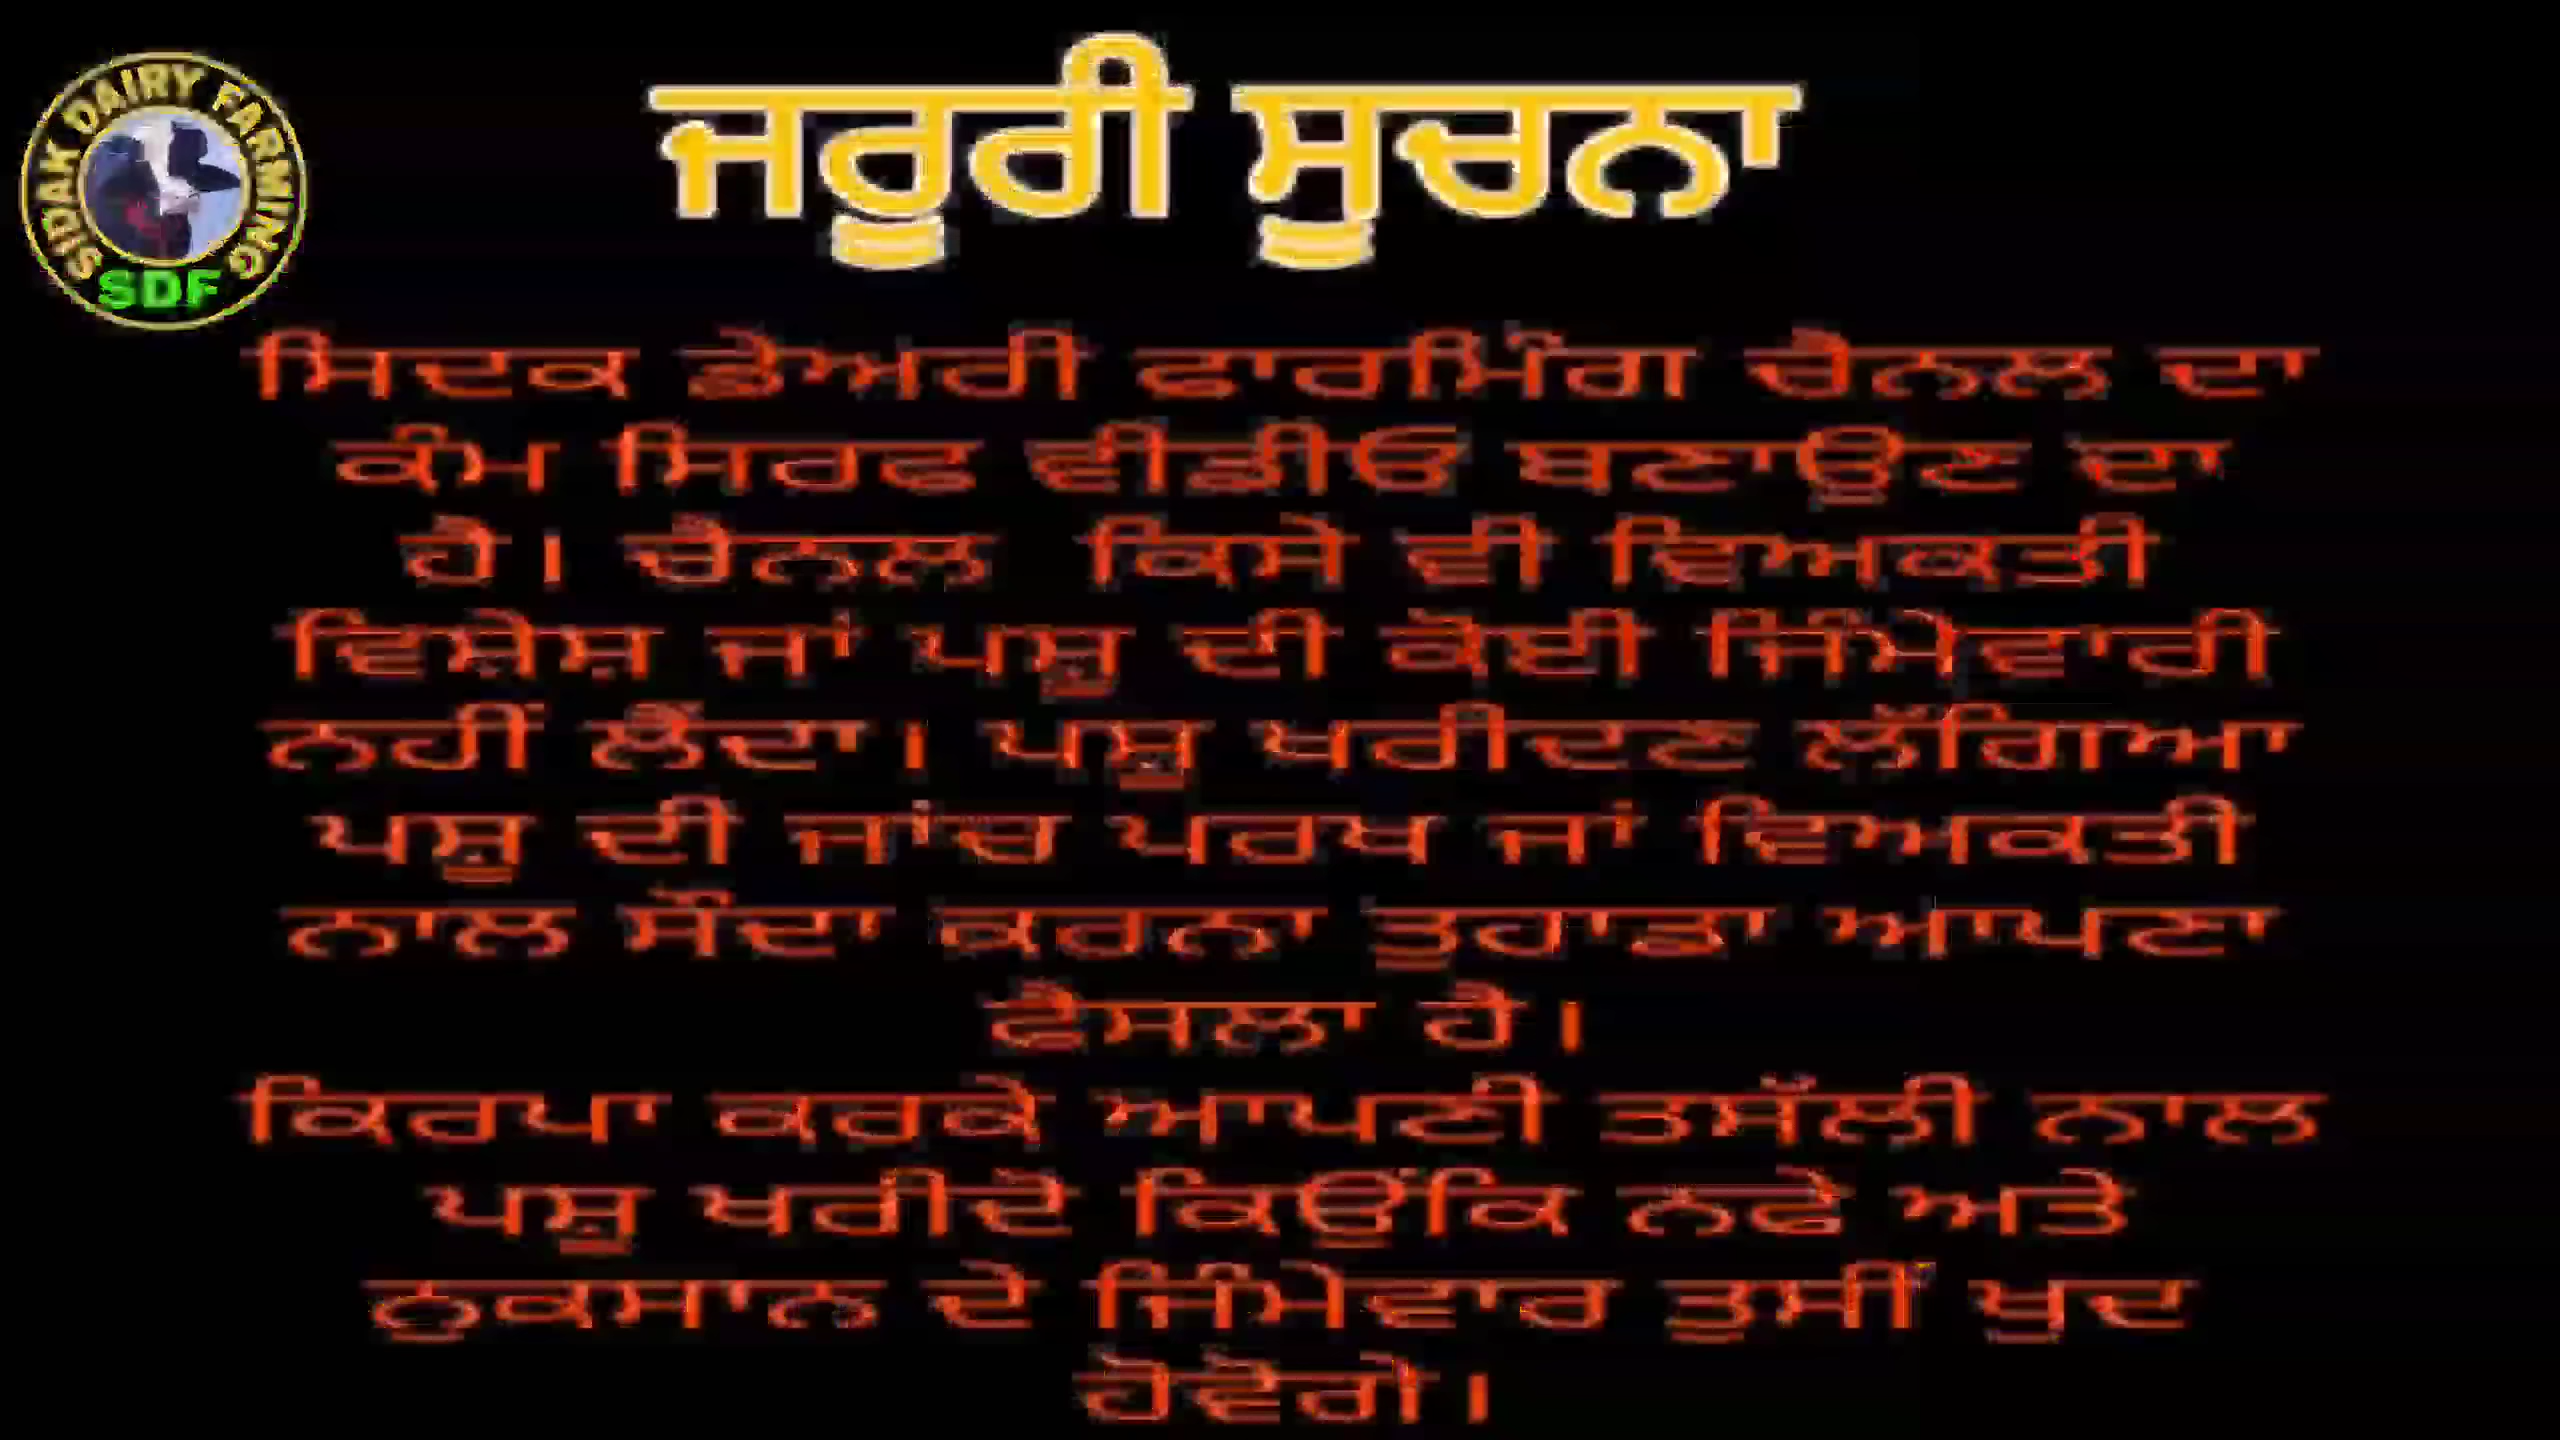 SIDAK DAIRY FARMING
SDF
ਜਰੂਰੀ ਸੂਚਨਾ
ਸਿਦਕ ਡੇਅਰੀ ਫਾਰਮਿੰਗ ਚੈਨਲ ਦਾ
ਕੰਮ ਸਿਰਫ ਵੀਡੀਓ ਬਣਾਉਣ ਦਾ
ਹੈ। ਚੈਨਲ ਕਿਸੇ ਵੀ ਵਿਅਕਤੀ
ਵਿਸ਼ੇਸ਼ ਜਾਂ ਪਸ਼ੂ ਦੀ ਕੋਈ ਜਿੰਮੇਵਾਰੀ
ਨਹੀਂ ਲੈਂਦਾ। ਪਸ਼ੂ ਖਰੀਦਣ ਲੱਗਿਆ
ਪਸ਼ੂ ਦੀ ਜਾਂਚ ਪਰਖ ਜਾਂ ਵਿਅਕਤੀ
ਨਾਲ ਸੌਦਾ ਕਰਨਾ ਤੁਹਾਡਾ ਆਪਣਾ
ਫੈਸਲਾ ਹੈ।
ਕਿਰਪਾ ਕਰਕੇ ਆਪਣੀ ਤਸੱਲੀ ਨਾਲ
ਪਸ਼ੂ ਖਰੀਦੋ ਕਿਉਂਕਿ ਨਫੇ ਅਤੇ
ਨੁਕਸਾਨ ਦੇ ਜਿੰਮੇਵਾਰ ਤੁਸੀਂ ਖੁਦ
ਹੋਵੋਗੇ।